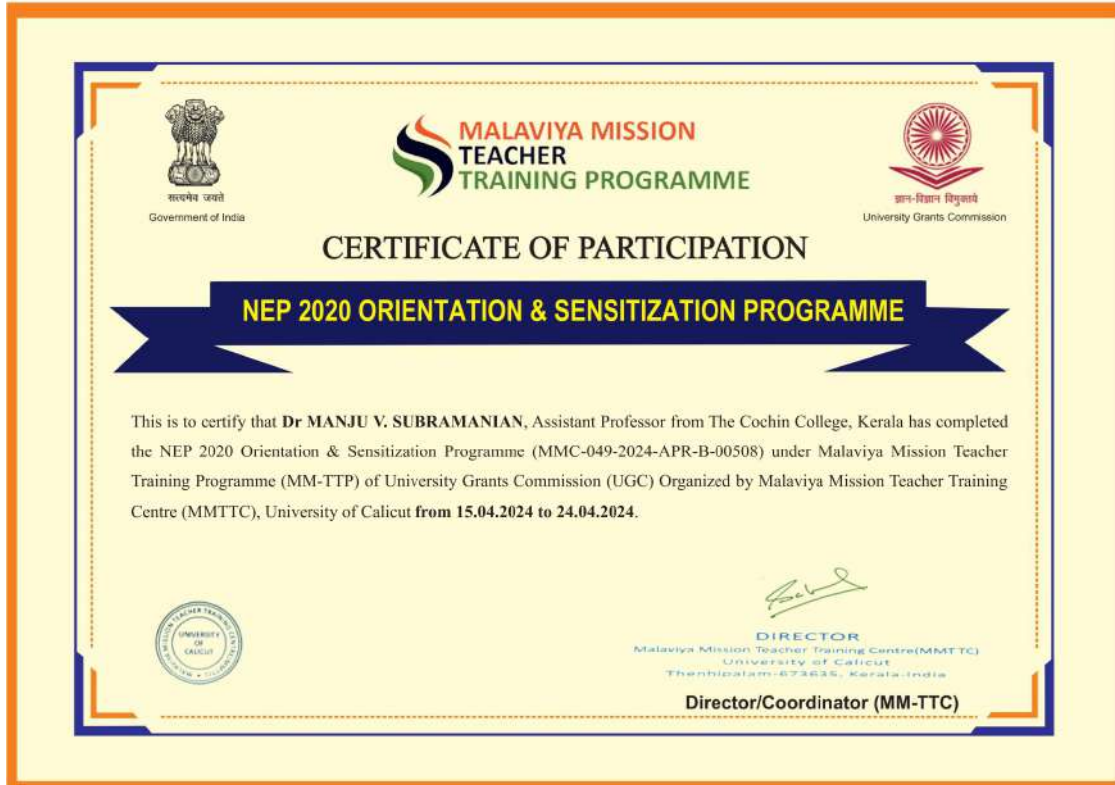 MALAVIYA MISSION
TEACHER
TRAINING PROGRAMME
सत्यमेव जयते
Government of India
ज्ञान-विज्ञान विमुक्तये
University Grants Commission
CERTIFICATE OF PARTICIPATION
NEP 2020 ORIENTATION & SENSITIZATION PROGRAMME
This is to certify that Dr MANJU V. SUBRAMANIAN, Assistant Professor from The Cochin College, Kerala has completed
the NEP 2020 Orientation & Sensitization Programme (MMC-049-2024-APR-B-00508) under Malaviya Mission Teacher
Training Programme (MM-TTP) of University Grants Commission (UGC) Organized by Malaviya Mission Teacher Training
Centre (MMTTC), University of Calicut from 15.04.2024 to 24.04.2024.
UNIVERSITY
OF
CALICUT
DIRECTOR
Malaviya Mission Teacher Training Centre(MMTTC)
University of Calicut
Thenhipalam-673635, Kerala-India
Director/Coordinator (MM-TTC)